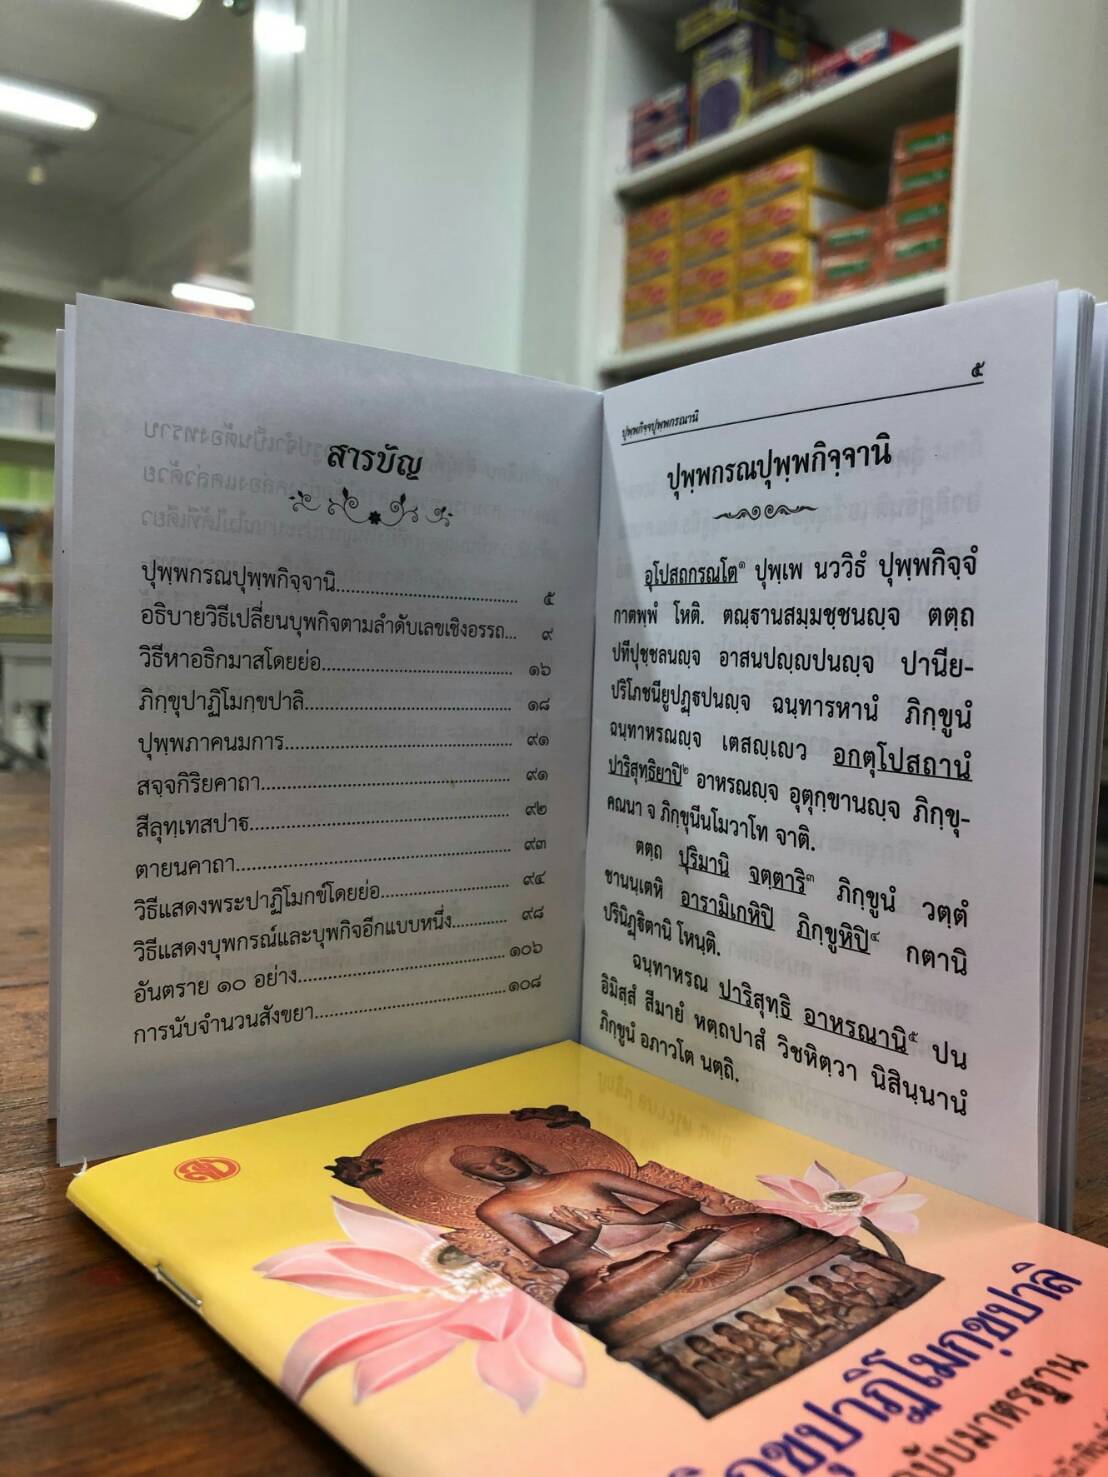 สารบัญ
ปุพฺพกรณปุพฺพกิจฺจานิ............................ ๕
อธิบายวิธีเปลี่ยนบุพกิจตามลำดับเลขเชิงอรรถ... ๙
วิธีหาอธิกมาสโดยย่อ............................ ๑๖
ภิกฺขุปาฏิโมกฺขปาลิ............................ ๑๘
ปุพฺพภาคนมการ............................ ๙๑
สจฺจกิริยคาถา............................ ๙๑
สีลุทฺเทสปาฐ............................ ๙๒
ตายนคาถา............................ ๙๓
วิธีแสดงพระปาฏิโมกข์โดยย่อ............................ ๙๔
วิธีแสดงบุพกรณ์และบุพกิจอีกแบบหนึ่ง........... ๙๘
อันตราย ๑๐ อย่าง............................ ๑๐๖
การนับจำนวนสังขยา............................ ๑๐๘
๕
ปุพฺพกิจฺจปุพฺพกรณานิ
ปุพฺพกรณปุพฺพกิจฺจานิ
อุโปสถกรณโต๑ ปุพฺเพ นววิธํ ปุพฺพกิจฺจํ
กาตพฺพํ โหติ. ตณฺฐานสมฺมชฺชนญฺจ ตตฺถ
ปทีปุชฺชลนญฺจ อาสนปญฺญปนญฺจ ปานีย-
ปริโภชนียูปฏฺฐปนญฺจ ฉนฺทารหานํ ภิกฺขูนํ
ฉนฺทาหรณญฺจ เตสญฺเญว อกตุโปสถานํ
ปาริสุทฺธิยาปิ๒ อาหรณญฺจ อุตุกฺขานญฺจ ภิกฺขุ-
คณนา จ ภิกฺขุนีนโมวาโท จาติ.
ตตฺถ ปุริมานิ จตฺตาริ๓ ภิกฺขูนํ วตฺตํ
ชานนฺเตหิ อารามิเกหิปิ ภิกฺขูหิปิ๔ กตานิ
ปรินิฏฺฐิตานิ โหนฺติ.
ฉนฺทาหรณ ปาริสุทฺธิ อาหรณานิ๕ ปน
อิมิสฺสํ สีมายํ หตฺถปาสํ วิชหิตฺวา นิสินฺนานํ
ภิกฺขูนํ อภาวโต นตฺถิ.
ภิกฺขุปาฏิโมกฺขปาลิ
ฉบับมาตรฐาน